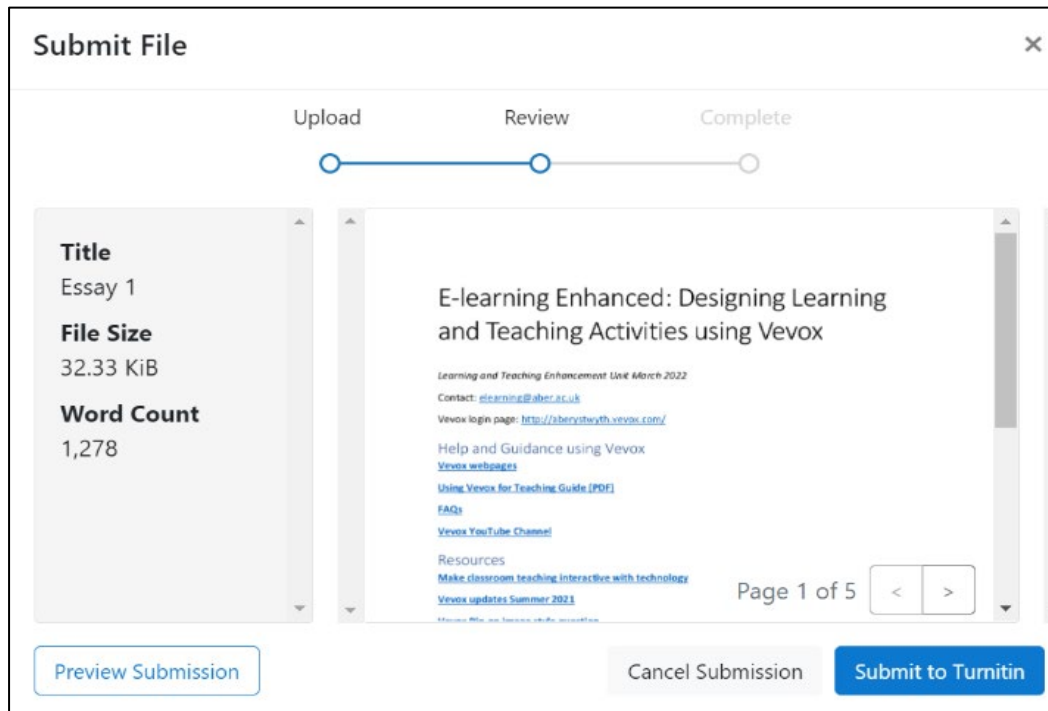 Submit File
×
Upload
Review
Complete
Title
Essay 1
File Size
32.33 KiB
Word Count
1,278
E-learning Enhanced: Designing Learning
and Teaching Activities using Vevox
Learning and Teaching Enhancement Unit March 2022
Contact: elearning@aber.ac.uk
Vevox login page: http://aberystwyth.vevox.com/
Help and Guidance using Vevox
Vevox webpages
Using Vevox for Teaching Guide [PDF]
FAQs
Vevox YouTube Channel
Resources
Make classroom teaching interactive with technology
Vevox updates Summer 2021
Page 1 of 5 < >
Preview Submission
Cancel Submission
Submit to Turnitin